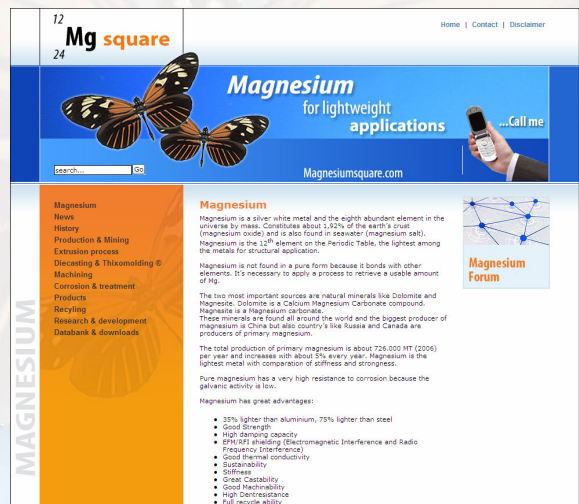 12
Mg square
24
Home | Contact | Disclaimer
Magnesium
for lightweight
applications
...Call me
search... Go
Magnesiumsquare.com
Magnesium
News
History
Production & Mining
Extrusion process
Diecasting & Thixomolding ®
Machining
Corrosion & treatment
Products
Recyling
Research & development
Databank & downloads
MAGNESIUM
Magnesium
Magnesium is a silver white metal and the eighth abundant element in the
universe by mass. Constitutes about 1,92% of the earth's crust
(magnesium oxide) and is also found in seawater (magnesium salt).
Magnesium is the 12th element on the Periodic Table, the lightest among
the metals for structural application.
Magnesium is not found in a pure form because it bonds with other
elements. It's necessary to apply a process to retrieve a usable amount
of Mg.
The two most important sources are natural minerals like Dolomite and
Magnesite. Dolomite is a Calcium Magnesium Carbonate compound.
Magnesite is a Magnesium carbonate.
These minerals are found all around the world and the biggest producer of
magnesium is China but also country's like Russia and Canada are
producers of primary magnesium.
The total production of primary magnesium is about 726.000 MT (2006)
per year and increases with about 5% every year. Magnesium is the
lightest metal with comparation of stiffness and strongness.
Pure magnesium has a very high resistance to corrosion because the
galvanic activity is low.
Magnesium has great advantages:
35% lighter than aluminium, 75% lighter than steel
Good Strength
High damping capacity
EFM/RFI shielding (Electromagnetic Interference and Radio
Frequency Interference)
Good thermal conductivity
Sustainability
Stiffness
Great Castability
Good Machinability
High Dentresistance
Full recycle ability
Magnesium
Forum